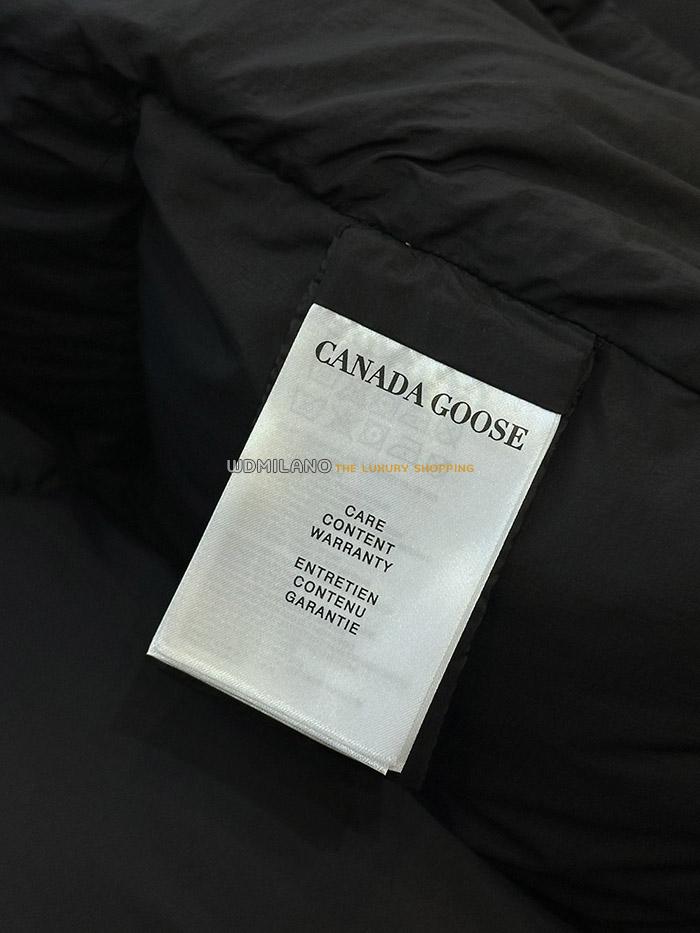 CANADA GOOSE
WDMILANO THE LUXURY SHOPPING
CARE
CONTENT
WARRANTY
ENTRETIEN
CONTENU
GARANTIE